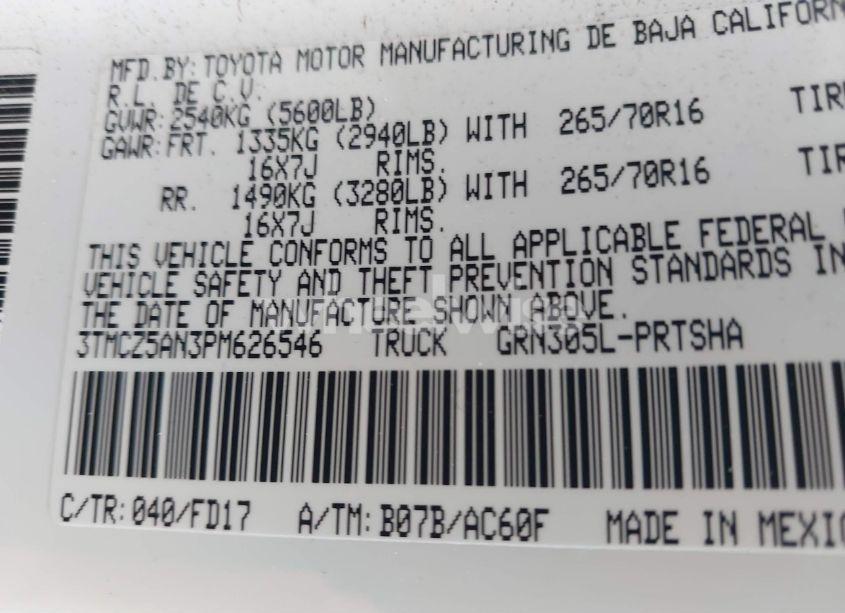 MFD.BY:TOYOTA MOTOR MANUFACTURING DE BAJA CALIFORN
R.L. DE C.V.
GVWR:2540KG (5600LB)
GAWR:FRT. 1335KG (2940LB) WITH 265/70R16 TIR
16X7J RIMS.
RR. 1490KG (3280LB) WITH 265/70R16 TIR
16X7J RIMS.
THIS VEHICLE CONFORMS TO ALL APPLICABLE FEDERAL
VEHICLE SAFETY AND THEFT PREVENTION STANDARDS IN
THE DATE OF MANUFACTURE SHOWN ABOVE.
3TMCZ5AN3PM626546 TRUCK GRN305L-PRTSHA
C/TR:040/FD17 A/TM:B07B/AC60F MADE IN MEXIC